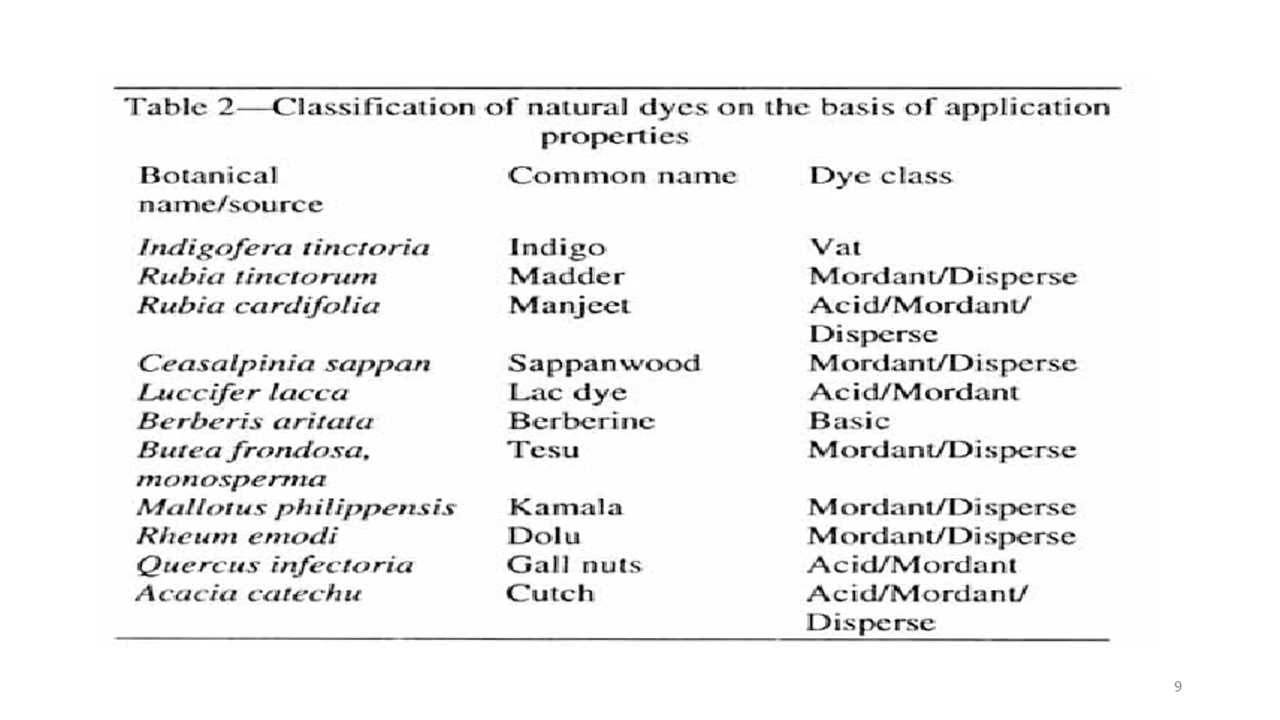 Table 2—Classification of natural dyes on the basis of application
properties
Botanical Common name Dye class
name/source
Indigofera tinctoria Indigo Vat
Rubia tinctorum Madder Mordant/Disperse
Rubia cardifolia Manjeet Acid/Mordant/
Disperse
Ceasalpinia sappan Sappanwood Mordant/Disperse
Luccifer lacca Lac dye Acid/Mordant
Berberis aritata Berberine Basic
Butea frondosa, Tesu Mordant/Disperse
monosperma
Mallotus philippensis Kamala Mordant/Disperse
Rheum emodi Dolu Mordant/Disperse
Quercus infectoria Gall nuts Acid/Mordant
Acacia catechu Cutch Acid/Mordant/
Disperse
9